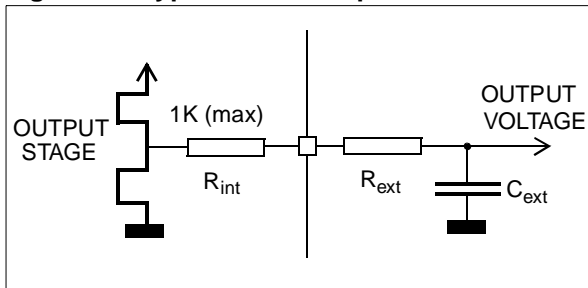 1K (max)
OUTPUT
STAGE
OUTPUT
VOLTAGE
Rint
Rext
Cext